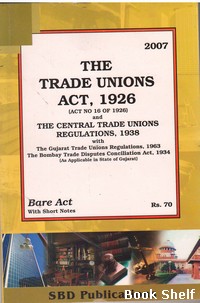 2007
THE
TRADE UNIONS
ACT, 1926
(ACT NO 16 OF 1926)
and
THE CENTRAL TRADE UNIONS
REGULATIONS, 1938
with
The Gujarat Trade Unions Regulations, 1963
The Bombay Trade Disputes Conciliation Act, 1934
(As Applicable in State of Gujarat)
Bare Act
With Short Notes
Rs. 70
Book Shelf
SBD Publica